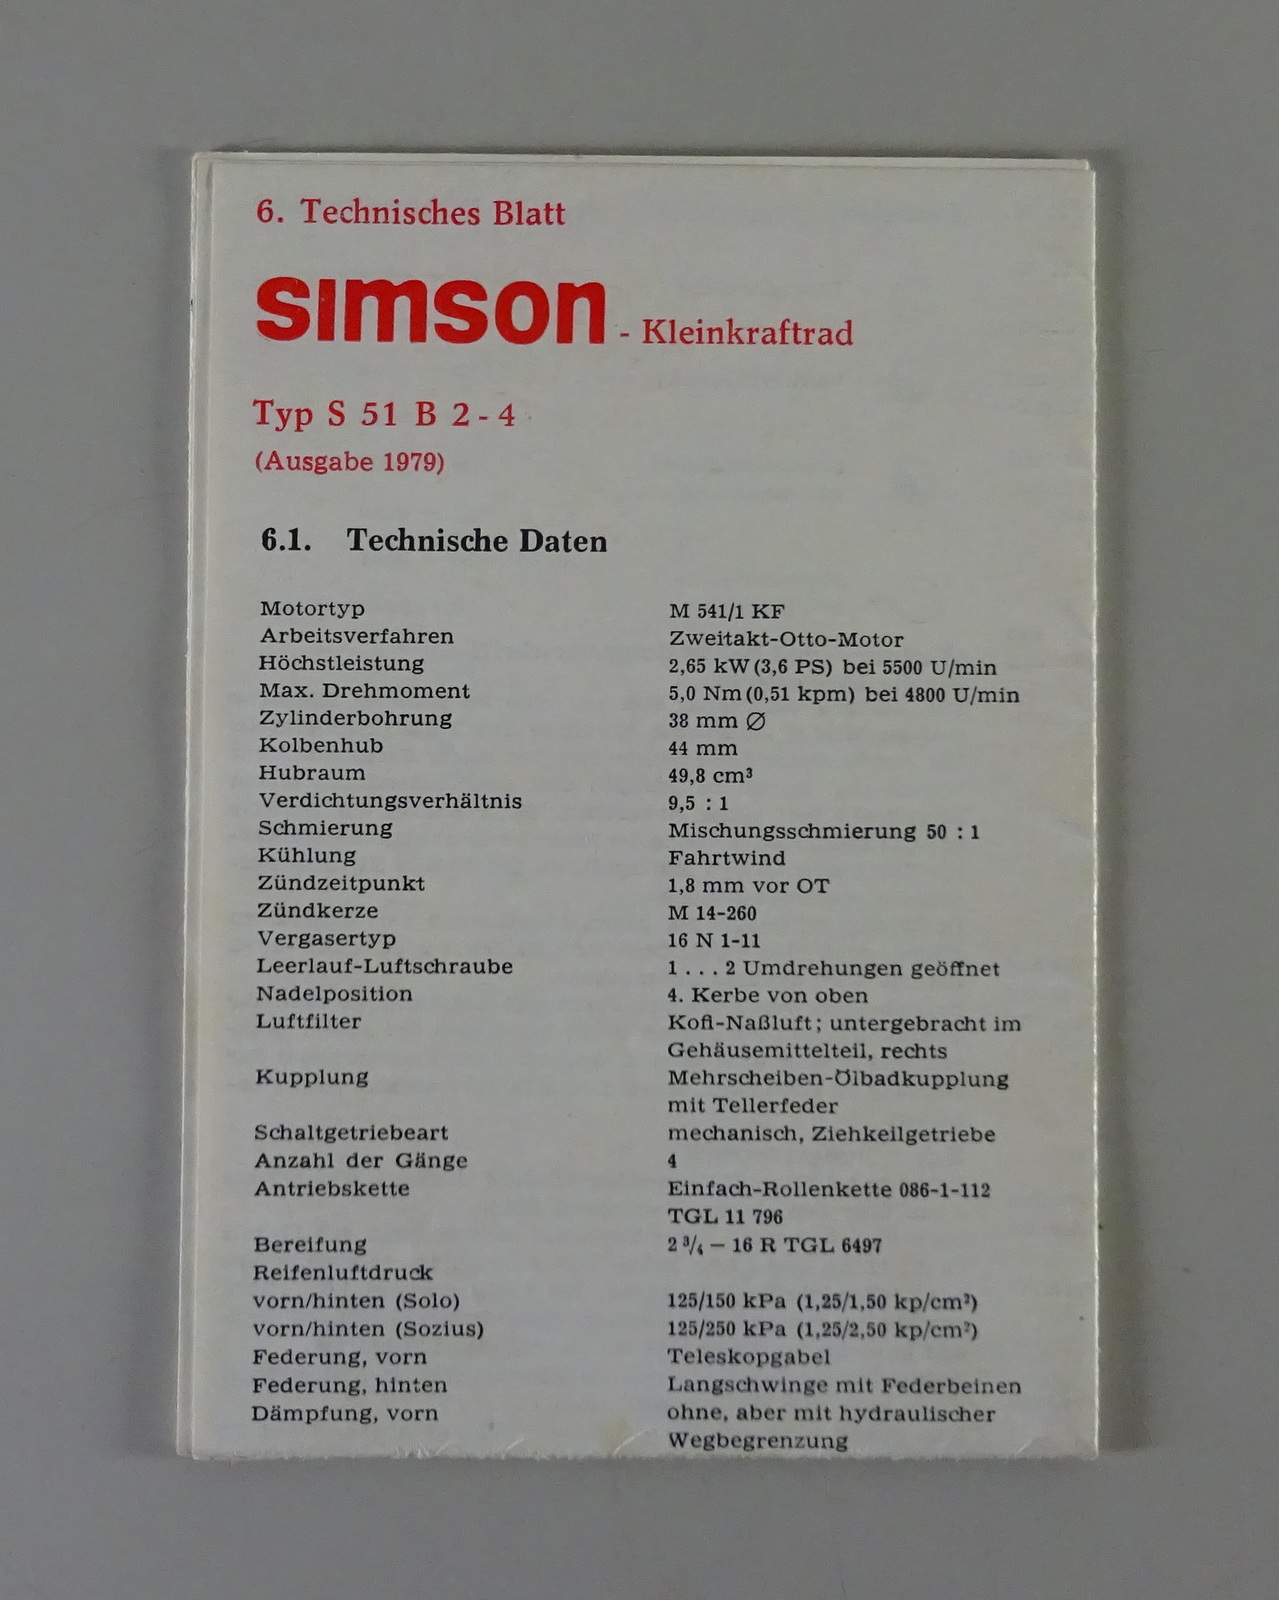 6. Technisches Blatt
simson - Kleinkraftrad
Typ S 51 B 2-4
(Ausgabe 1979)
6.1. Technische Daten
Motortyp M 541/1 KF
Arbeitsverfahren Zweitakt-Otto-Motor
Höchstleistung 2,65 kW (3,6 PS) bei 5500 U/min
Max. Drehmoment 5,0 Nm (0,51 kpm) bei 4800 U/min
Zylinderbohrung 38 mm ∅
Kolbenhub 44 mm
Hubraum 49,8 cm³
Verdichtungsverhältnis 9,5 : 1
Schmierung Mischungsschmierung 50 : 1
Kühlung Fahrtwind
Zündzeitpunkt 1,8 mm vor OT
Zündkerze M 14-260
Vergasertyp 16 N 1-11
Leerlauf-Luftschraube 1 . . . 2 Umdrehungen geöffnet
Nadelposition 4. Kerbe von oben
Luftfilter Kofl-Naßluft; untergebracht im
Gehäusemittelteil, rechts
Kupplung Mehrscheiben-Ölbadkupplung
mit Tellerfeder
Schaltgetriebeart mechanisch, Ziehkeilgetriebe
Anzahl der Gänge 4
Antriebskette Einfach-Rollenkette 086-1-112
TGL 11 796
Bereifung 2 3/4 — 16 R TGL 6497
Reifenluftdruck
vorn/hinten (Solo) 125/150 kPa (1,25/1,50 kp/cm²)
vorn/hinten (Sozius) 125/250 kPa (1,25/2,50 kp/cm²)
Federung, vorn Teleskopgabel
Federung, hinten Langschwinge mit Federbeinen
Dämpfung, vorn ohne, aber mit hydraulischer
Wegbegrenzung